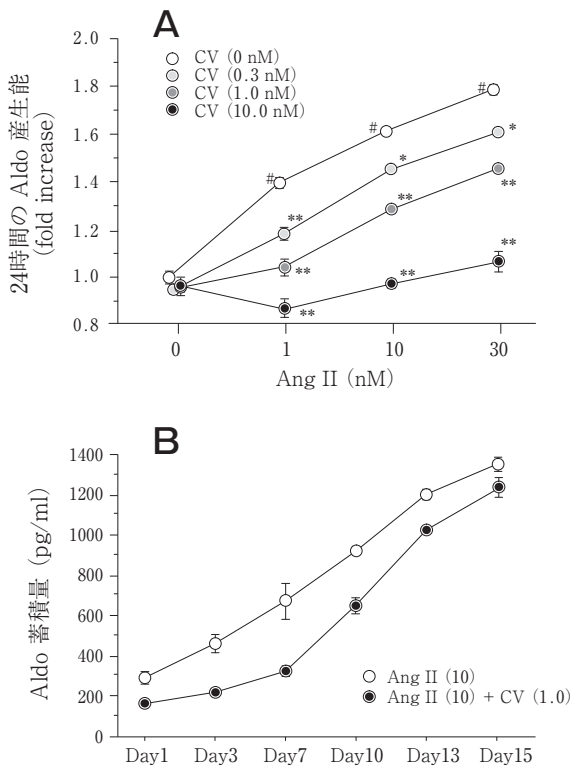 A
2.0
1.8
1.6
1.4
1.2
1.0
0.8
24時間の Aldo 産生能
(fold increase)
CV (0 nM)
CV (0.3 nM)
CV (1.0 nM)
CV (10.0 nM)
#
#
#
**
*
*
**
**
**
**
**
**
0 1 10 30
Ang II (nM)
B
1400
1200
1000
800
600
400
200
0
Aldo 蓄積量 (pg/ml)
Ang II (10)
Ang II (10) + CV (1.0)
Day1 Day3 Day7 Day10 Day13 Day15